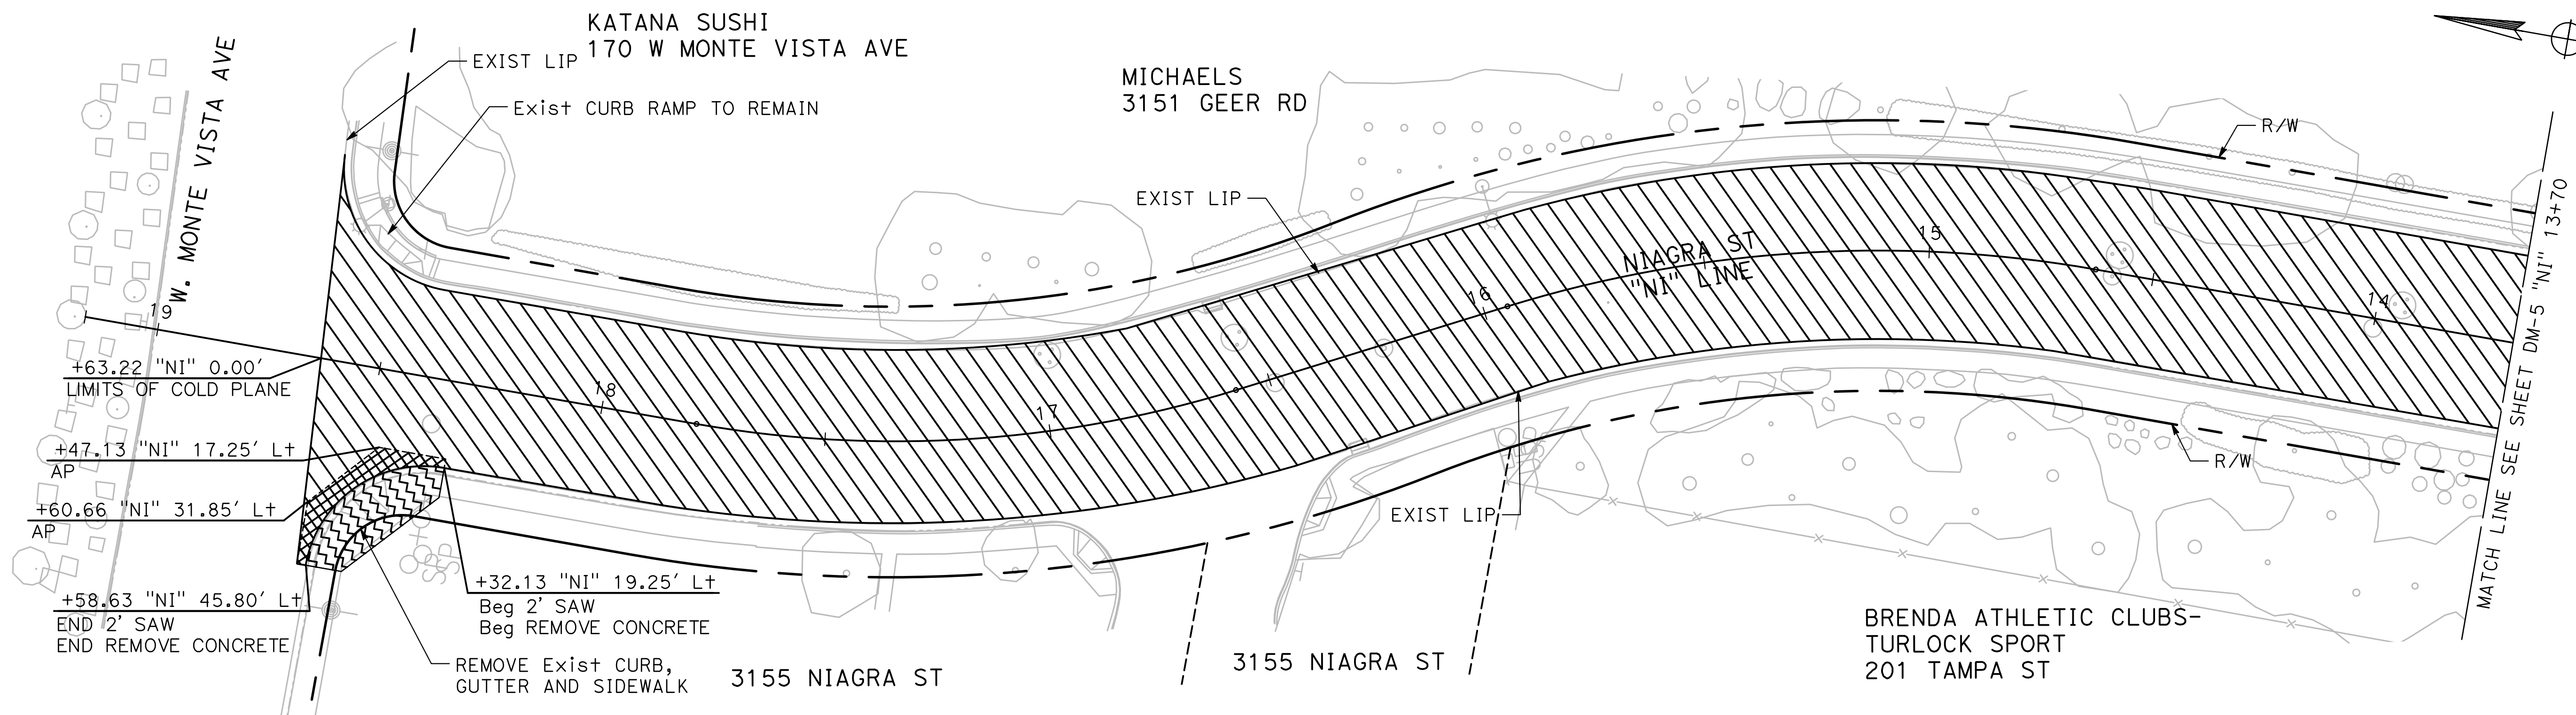 KATANA SUSHI
170 W MONTE VISTA AVE
EXIST LIP
Exist CURB RAMP TO REMAIN
MICHAELS
3151 GEER RD
R/W
W. MONTE VISTA AVE
EXIST LIP
NIAGRA ST
"NI" LINE
19
18
17
16
15
14
+63.22 "NI" 0.00'
LIMITS OF COLD PLANE
+47.13 "NI" 17.25' Lt
AP
+60.66 "NI" 31.85' Lt
AP
+58.63 "NI" 45.80' Lt
END 2' SAW
END REMOVE CONCRETE
+32.13 "NI" 19.25' Lt
Beg 2' SAW
Beg REMOVE CONCRETE
REMOVE Exist CURB,
GUTTER AND SIDEWALK
3155 NIAGRA ST
3155 NIAGRA ST
EXIST LIP
R/W
BRENDA ATHLETIC CLUBS-
TURLOCK SPORT
201 TAMPA ST
MATCH LINE SEE SHEET DM-5 "NI" 13+70